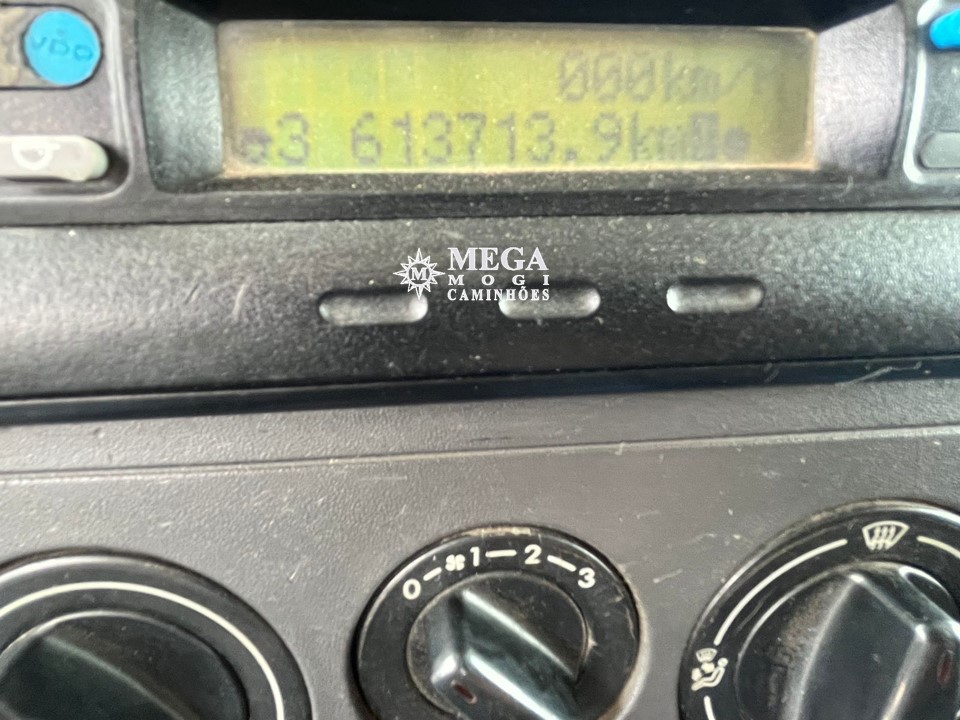 VDO
000km/h
3 613713.9km
MEGA
MOGI
CAMINHÕES
0 1 2 3